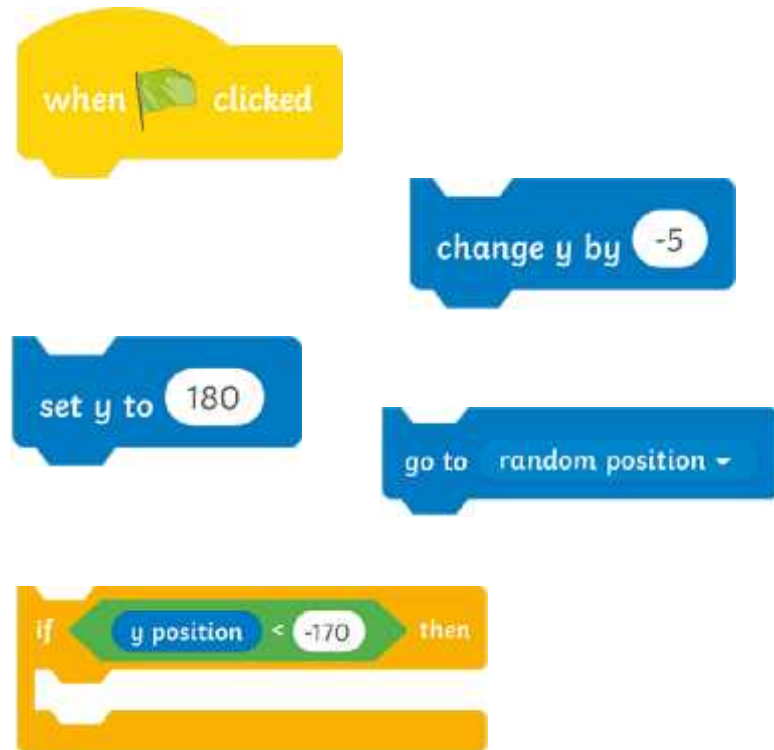 when clicked
change y by -5
set y to 180
go to random position
if y position < -170 then